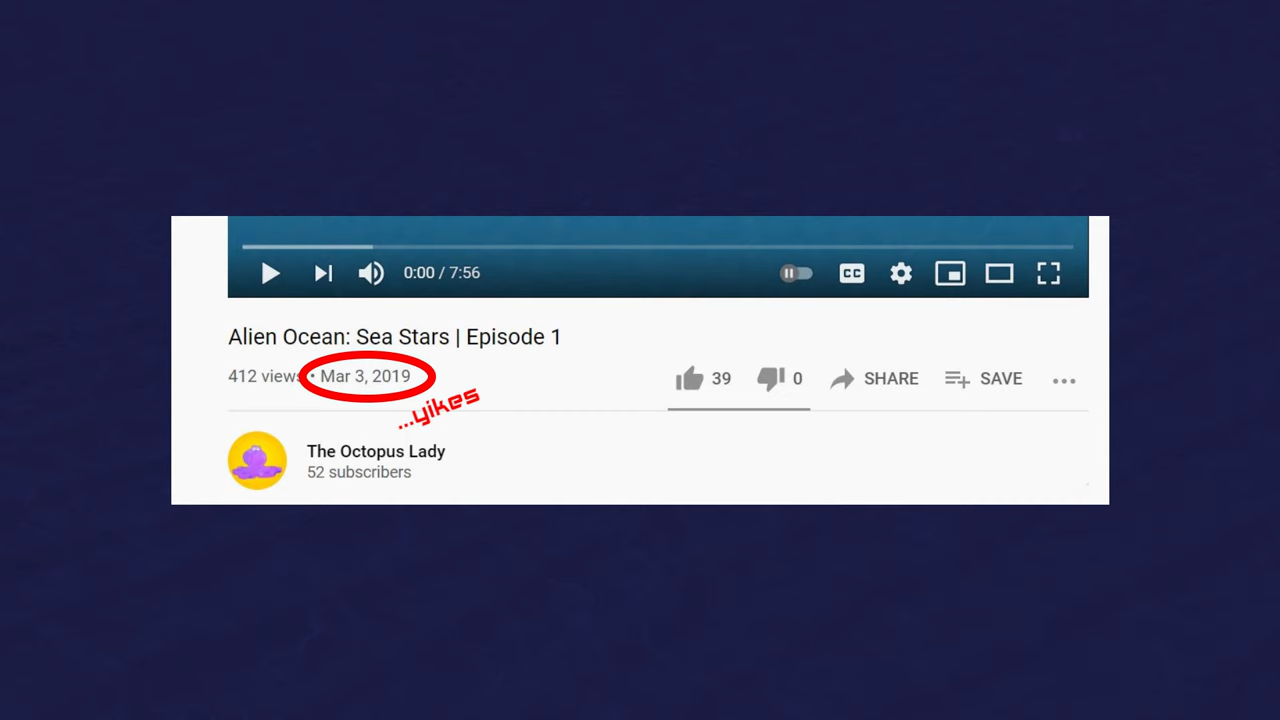 0:00 / 7:56
CC
Alien Ocean: Sea Stars | Episode 1
412 views • Mar 3, 2019
39
0
SHARE
SAVE
...yikes
The Octopus Lady
52 subscribers